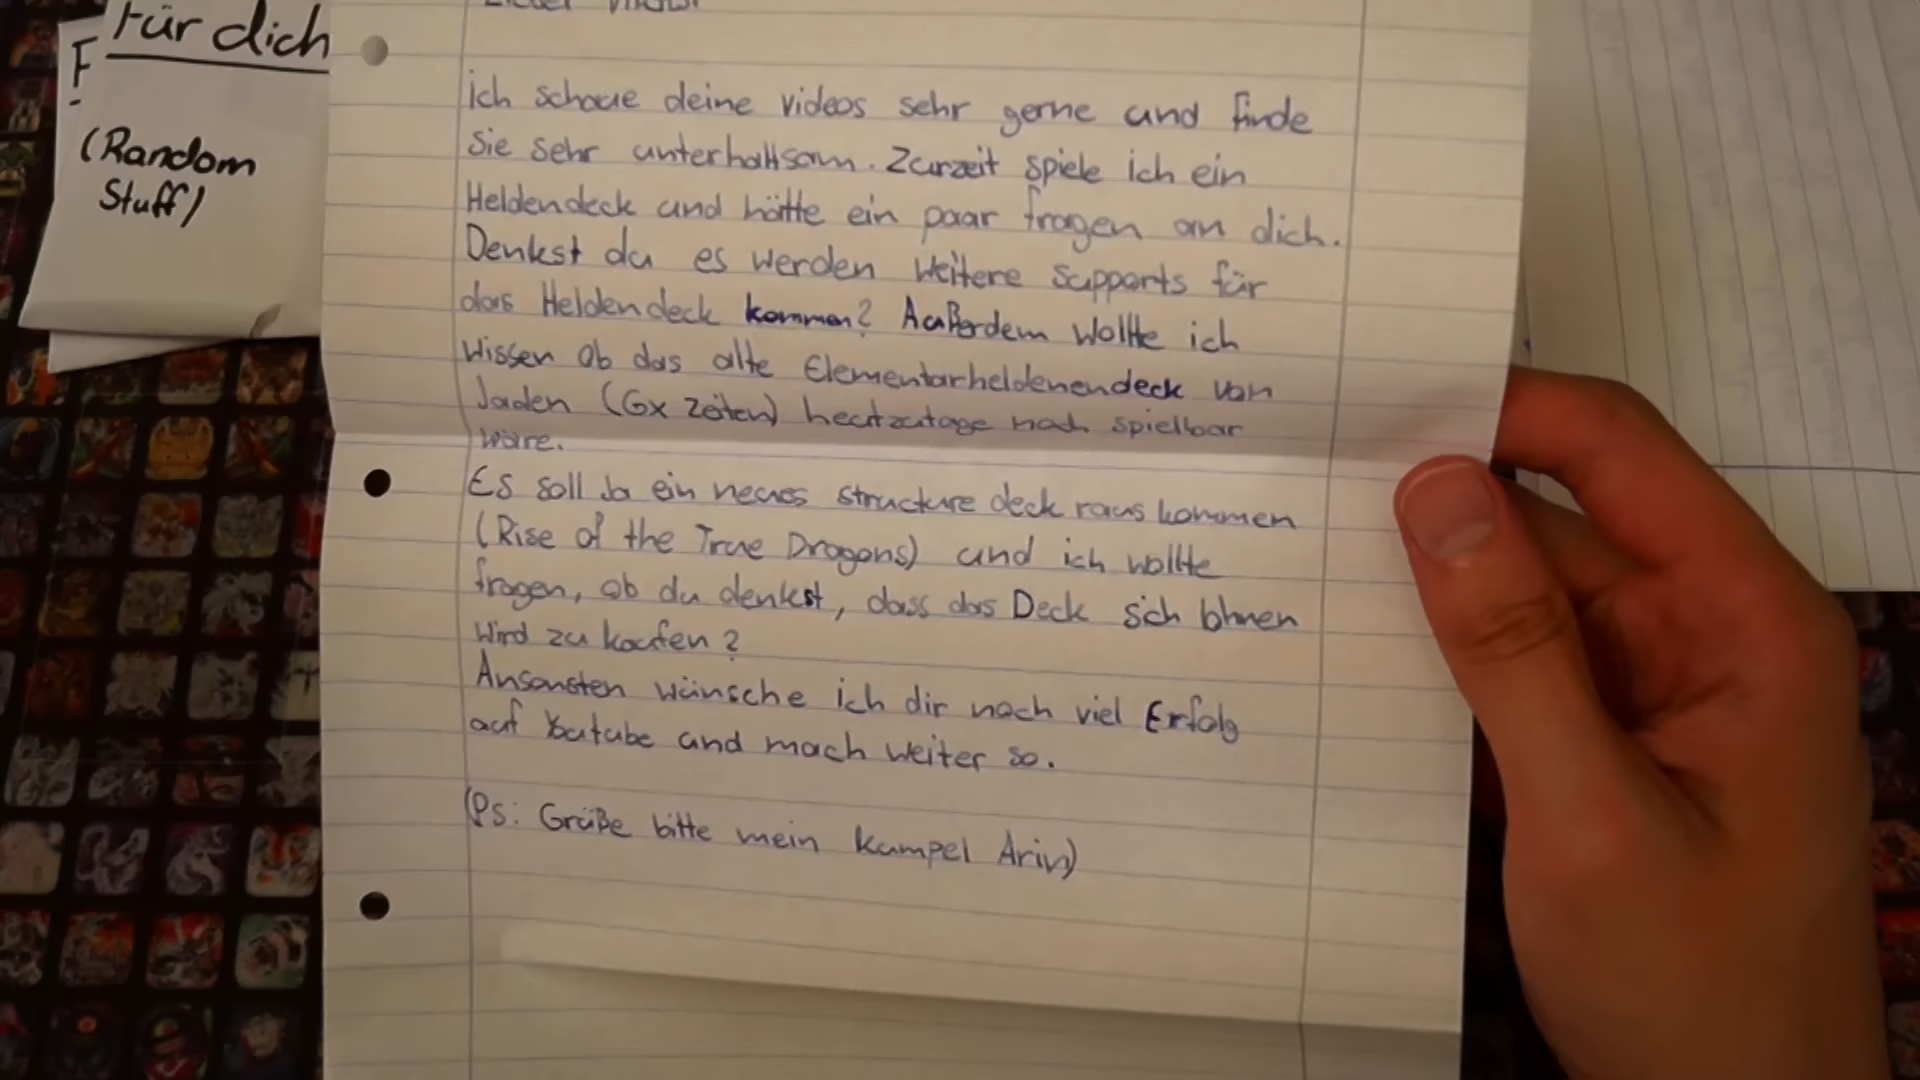 Für dich
F
(Random
Stuff)
Lieber
ich schaue deine videos sehr gerne und finde
Sie sehr unterhaltsam. Zurzeit spiele ich ein
Heldendeck und hätte ein paar fragen an dich.
Denkst du es werden weitere Supports für
das Heldendeck kommen? Außerdem wollte ich
wissen ob das alte Elementarheldenendeck von
Jaden (Gx zeiten) heutzutage noch spielbar
wäre.
Es soll Ja ein neues structure deck raus kommen
(Rise of the True Dragons) und ich wollte
fragen, ob du denkst, dass das Deck sich lohnen
wird zu kaufen?
Ansonsten wünsche ich dir noch viel Erfolg
auf Youtube und mach weiter so.
(Ps: Grüße bitte mein kumpel Ariv)